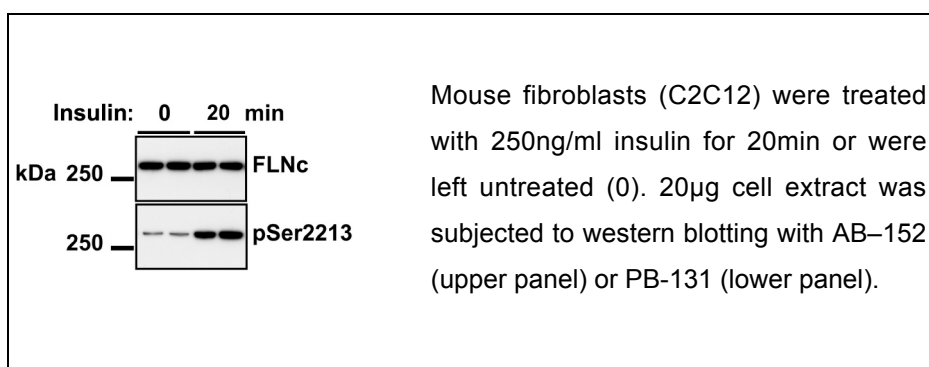 Insulin: 0 20 min
kDa 250
FLNc
250
pSer2213
Mouse fibroblasts (C2C12) were treated
with 250ng/ml insulin for 20min or were
left untreated (0). 20µg cell extract was
subjected to western blotting with AB–152
(upper panel) or PB-131 (lower panel).